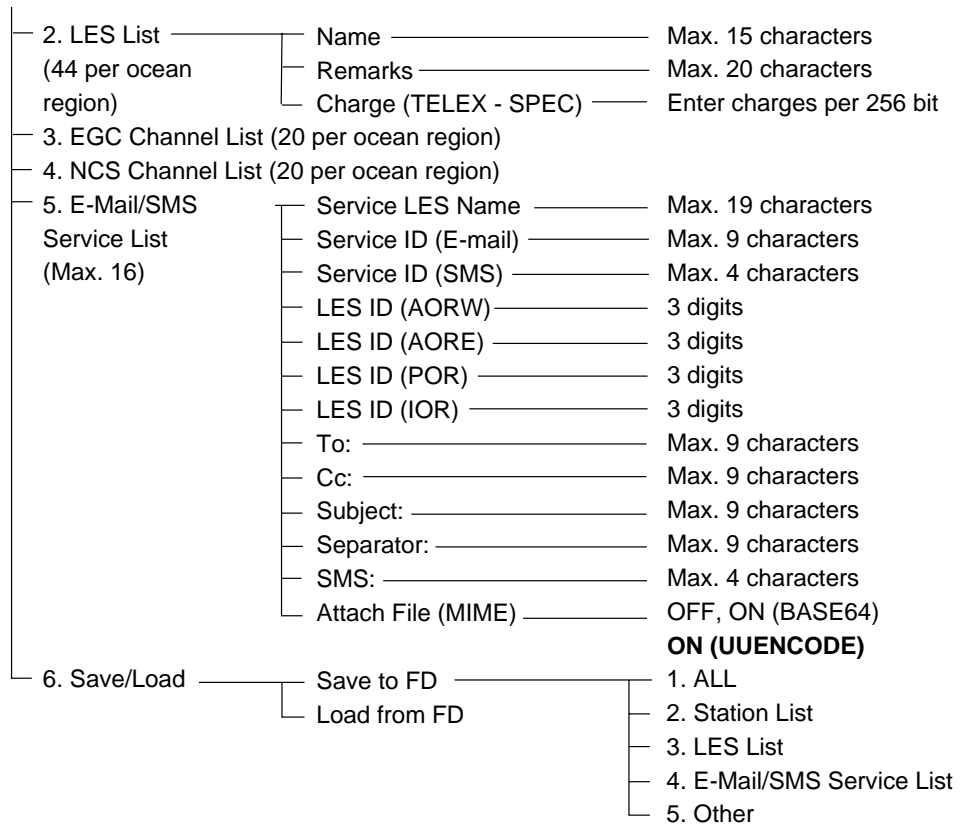 2. LES List Name Max. 15 characters
(44 per ocean Remarks Max. 20 characters
region) Charge (TELEX - SPEC) Enter charges per 256 bit
3. EGC Channel List (20 per ocean region)
4. NCS Channel List (20 per ocean region)
5. E-Mail/SMS Service LES Name Max. 19 characters
Service List Service ID (E-mail) Max. 9 characters
(Max. 16) Service ID (SMS) Max. 4 characters
LES ID (AORW) 3 digits
LES ID (AORE) 3 digits
LES ID (POR) 3 digits
LES ID (IOR) 3 digits
To: Max. 9 characters
Cc: Max. 9 characters
Subject: Max. 9 characters
Separator: Max. 9 characters
SMS: Max. 4 characters
Attach File (MIME) OFF, ON (BASE64)
ON (UUENCODE)
6. Save/Load Save to FD 1. ALL
Load from FD 2. Station List
3. LES List
4. E-Mail/SMS Service List
5. Other